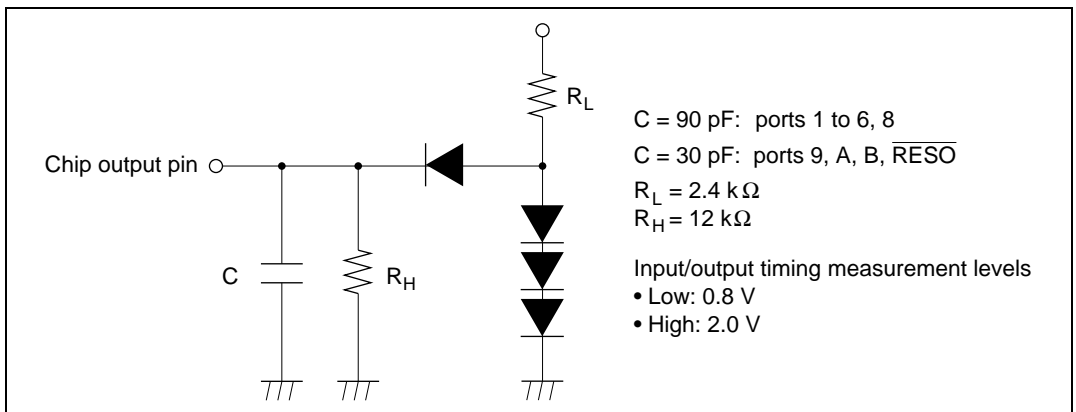 R_L
C = 90 pF: ports 1 to 6, 8
Chip output pin
C = 30 pF: ports 9, A, B, R̅E̅S̅O̅
R_L = 2.4 kΩ
R_H = 12 kΩ
C
R_H
Input/output timing measurement levels
• Low: 0.8 V
• High: 2.0 V